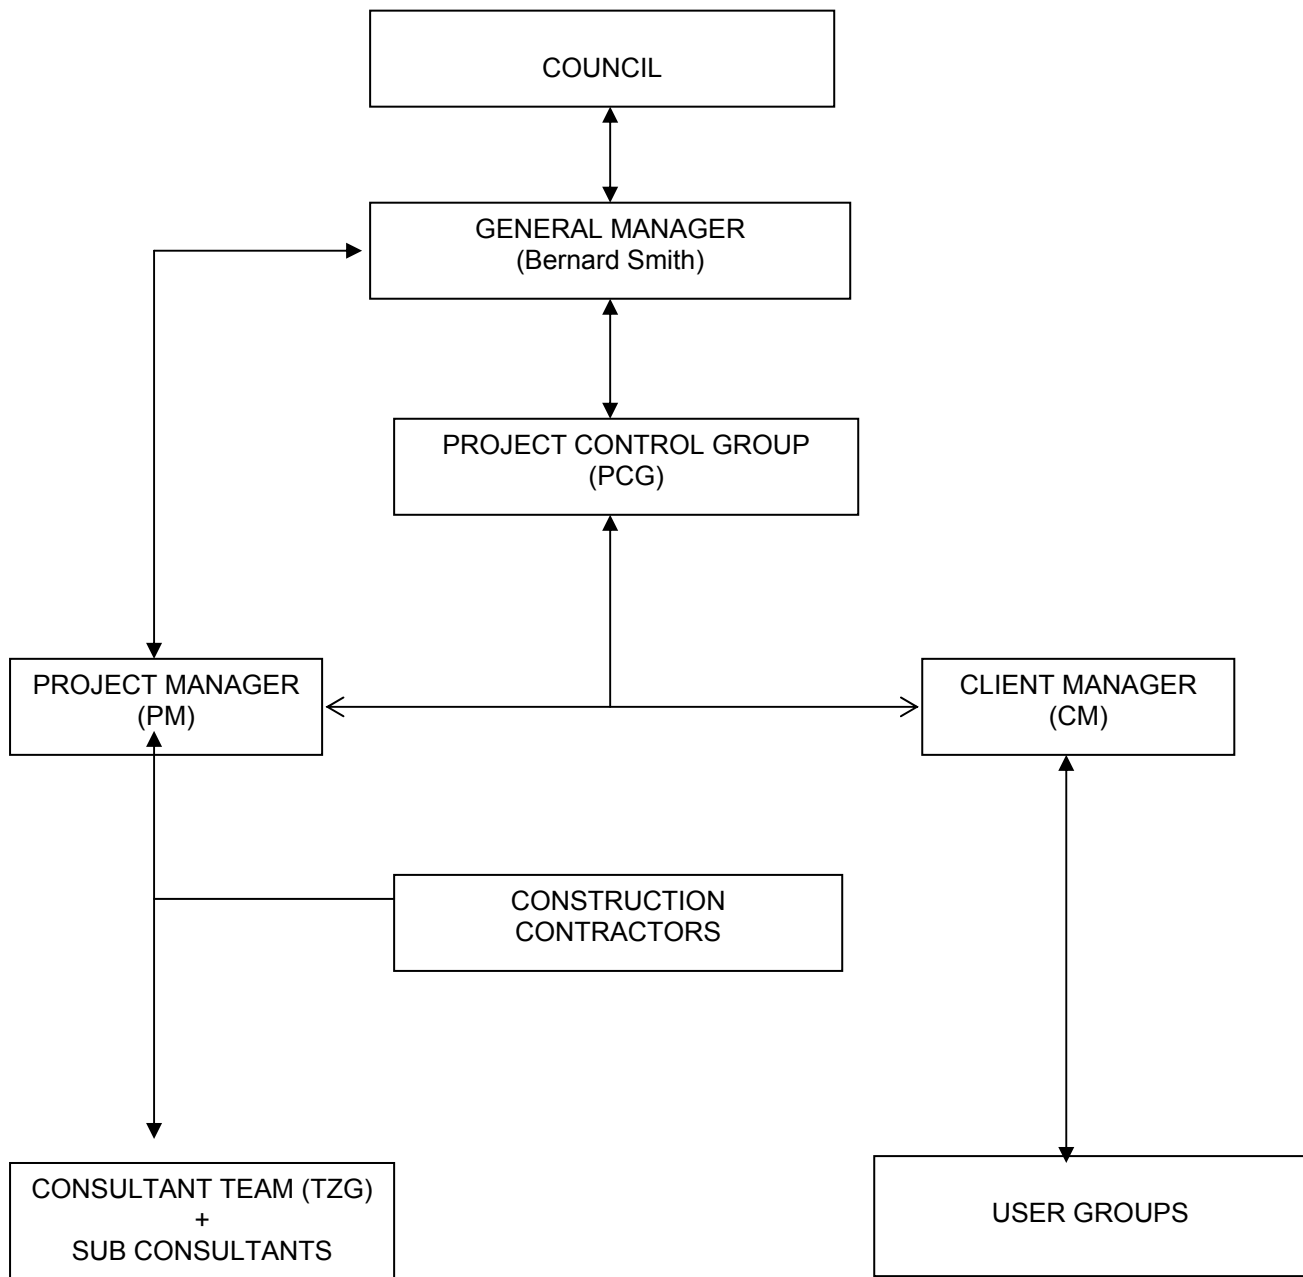 COUNCIL
GENERAL MANAGER
(Bernard Smith)
PROJECT CONTROL GROUP
(PCG)
PROJECT MANAGER
(PM)
CLIENT MANAGER
(CM)
CONSTRUCTION
CONTRACTORS
CONSULTANT TEAM (TZG)
+
SUB CONSULTANTS
USER GROUPS